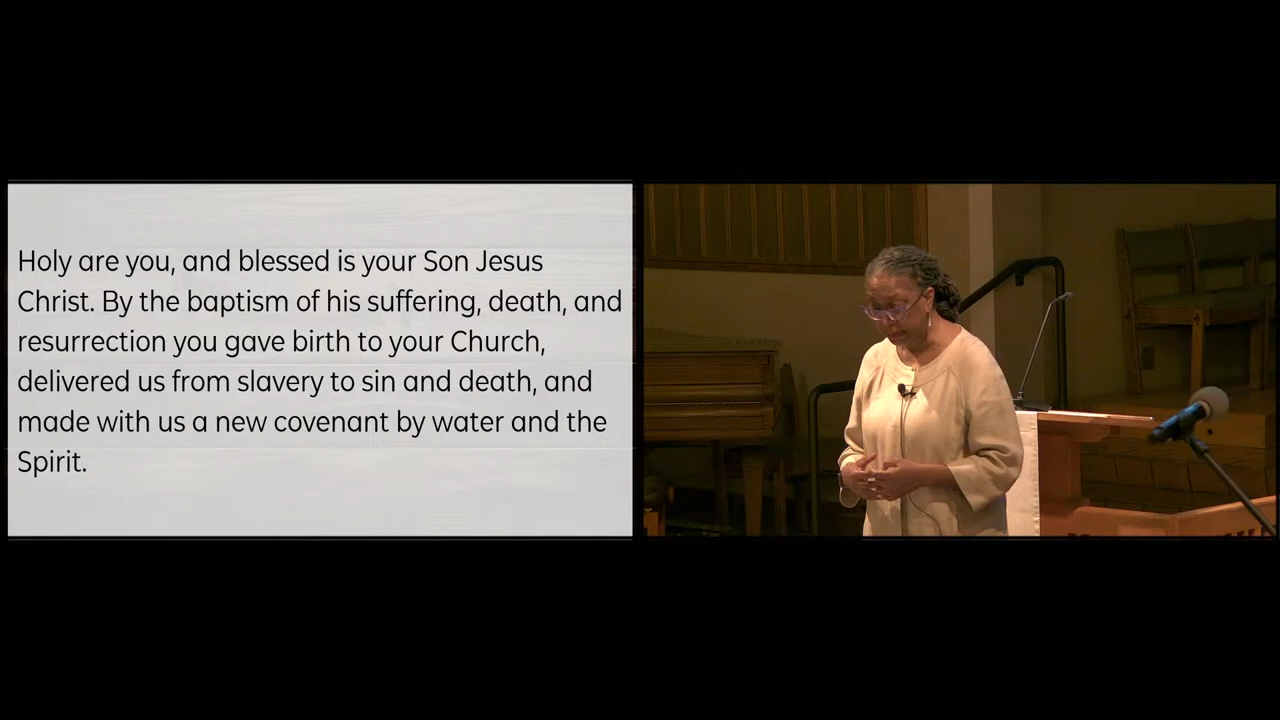 Holy are you, and blessed is your Son Jesus
Christ. By the baptism of his suffering, death, and
resurrection you gave birth to your Church,
delivered us from slavery to sin and death, and
made with us a new covenant by water and the
Spirit.